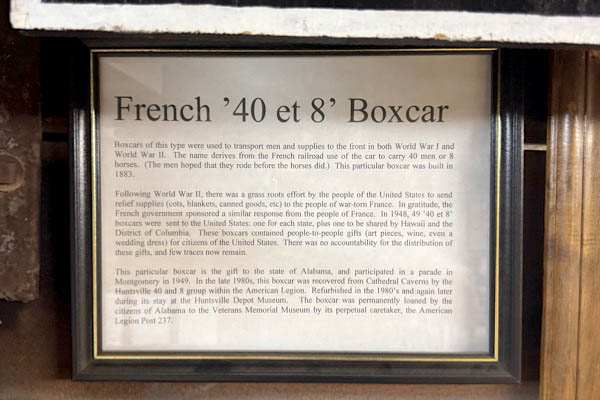 French ’40 et 8’ Boxcar
Boxcars of this type were used to transport men and supplies to the front in both World War I and
World War II. The name derives from the French railroad use of the car to carry 40 men or 8
horses. (The men hoped that they rode before the horses did.) This particular boxcar was built in
1883.
Following World War II, there was a grass roots effort by the people of the United States to send
relief supplies (cots, blankets, canned goods, etc) to the people of war-torn France. In gratitude, the
French government sponsored a similar response from the people of France. In 1948, 49 ’40 et 8’
boxcars were sent to the United States: one for each state, plus one to be shared by Hawaii and the
District of Columbia. These boxcars contained people-to-people gifts (art pieces, wine, even a
wedding dress) for citizens of the United States. There was no accountability for the distribution of
these gifts, and few traces now remain.
This particular boxcar is the gift to the state of Alabama, and participated in a parade in
Montgomery in 1949. In the late 1980s, this boxcar was recovered from Cathedral Caverns by the
Huntsville 40 and 8 group within the American Legion. Refurbished in the 1980’s and again later
during its stay at the Huntsville Depot Museum. The boxcar was permanently loaned by the
citizens of Alabama to the Veterans Memorial Museum by its perpetual caretaker, the American
Legion Post 237.